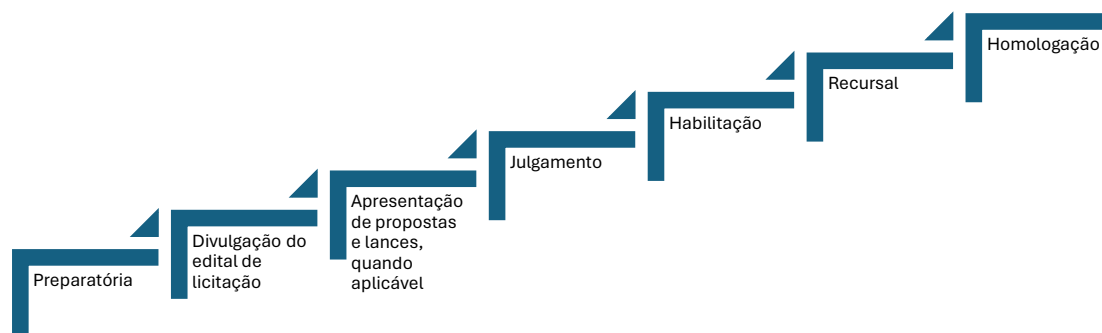 Preparatória
Divulgação do
edital de
licitação
Apresentação
de propostas
e lances,
quando
aplicável
Julgamento
Habilitação
Recursal
Homologação